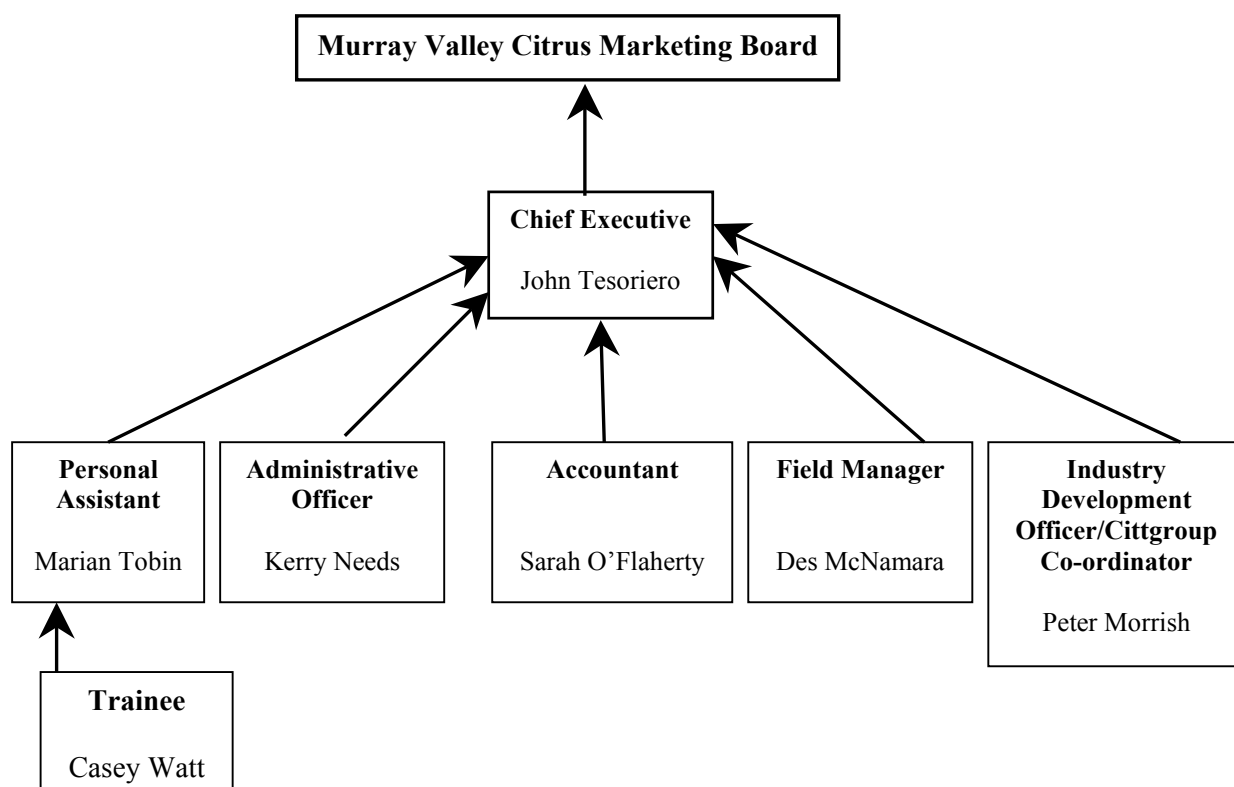 Murray Valley Citrus Marketing Board
Chief Executive
John Tesoriero
Personal
Assistant
Marian Tobin
Administrative
Officer
Kerry Needs
Accountant
Sarah O’Flaherty
Field Manager
Des McNamara
Industry
Development
Officer/Cittgroup
Co-ordinator
Peter Morrish
Trainee
Casey Watt